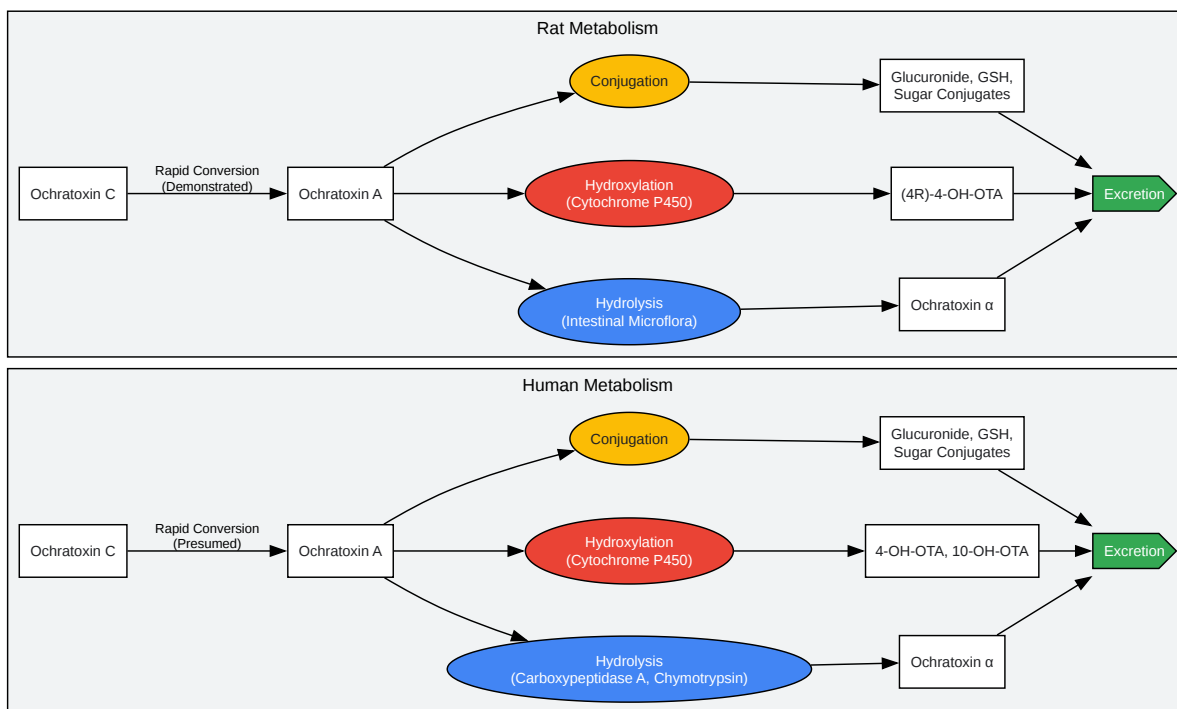 Rat Metabolism
Conjugation
Glucuronide, GSH,
Sugar Conjugates
Ochratoxin C
Rapid Conversion
(Demonstrated)
Ochratoxin A
Hydroxylation
(Cytochrome P450)
(4R)-4-OH-OTA
Excretion
Hydrolysis
(Intestinal Microflora)
Ochratoxin α
Human Metabolism
Conjugation
Glucuronide, GSH,
Sugar Conjugates
Ochratoxin C
Rapid Conversion
(Presumed)
Ochratoxin A
Hydroxylation
(Cytochrome P450)
4-OH-OTA, 10-OH-OTA
Excretion
Hydrolysis
(Carboxypeptidase A, Chymotrypsin)
Ochratoxin α